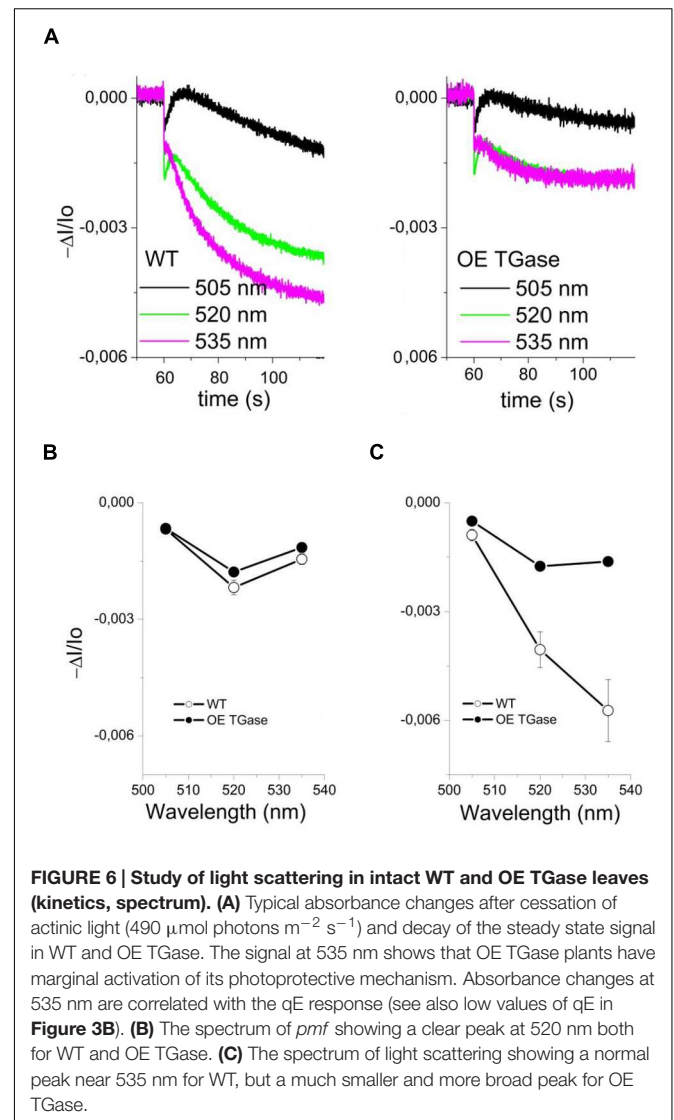 A
0,000
-0,003
-0,006
−ΔI/Io
WT
505 nm
520 nm
535 nm
60 80 100
time (s)
0,000
-0,003
0,006
OE TGase
505 nm
520 nm
535 nm
60 80 100
time (s)
B
0,000
-0,003
-0,006
−ΔI/Io
WT
OE TGase
500 510 520 530 540
Wavelength (nm)
C
0,000
-0,003
-0,006
WT
OE TGase
500 510 520 530 540
Wavelength (nm)
FIGURE 6 | Study of light scattering in intact WT and OE TGase leaves
(kinetics, spectrum). (A) Typical absorbance changes after cessation of
actinic light (490 μmol photons m⁻² s⁻¹) and decay of the steady state signal
in WT and OE TGase. The signal at 535 nm shows that OE TGase plants have
marginal activation of its photoprotective mechanism. Absorbance changes at
535 nm are correlated with the qE response (see also low values of qE in
Figure 3B). (B) The spectrum of pmf showing a clear peak at 520 nm both
for WT and OE TGase. (C) The spectrum of light scattering showing a normal
peak near 535 nm for WT, but a much smaller and more broad peak for OE
TGase.